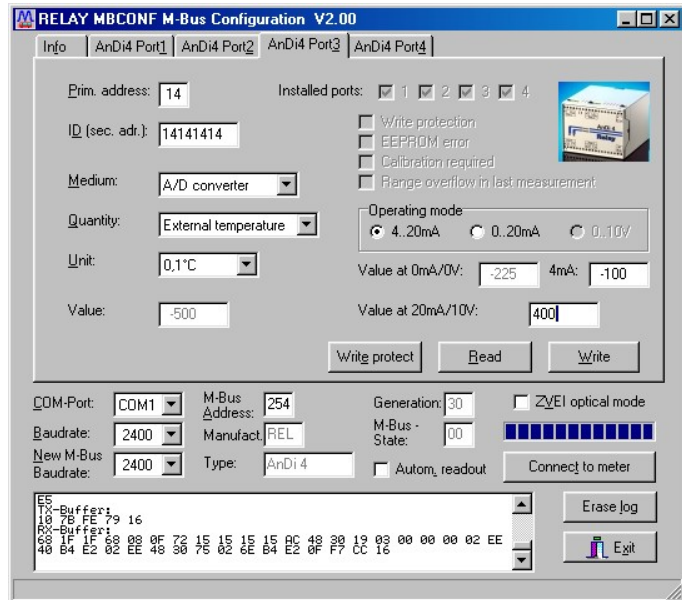 RELAY MBCONF M-Bus Configuration V2.00
Info AnDi4 Port1 AnDi4 Port2 AnDi4 Port3 AnDi4 Port4
Prim. address: 14 Installed ports: 1 2 3 4
ID (sec. adr.): 14141414 Write protection
EEPROM error
Calibration required
Medium: A/D converter Range overflow in last measurement
Operating mode
Quantity: External temperature 4..20mA 0..20mA 0..10V
Unit: 0,1°C Value at 0mA/0V: -225 4mA: -100
Value: -500 Value at 20mA/10V: 400
Write protect Read Write
COM-Port: COM1 M-Bus Address: 254 Generation: 30 ZVEI optical mode
Baudrate: 2400 Manufact. REL M-Bus - State: 00
New M-Bus Baudrate: 2400 Type: AnDi 4 Autom. readout Connect to meter
E5
TX-Buffer:
10 7B FE 79 16
RX-Buffer:
68 1F 1F 68 08 0F 72 15 15 15 15 AC 48 30 19 03 00 00 00 02 EE
40 B4 E2 02 EE 48 30 75 02 6E B4 E2 0F F7 CC 16
Erase log
Exit
AnDi 4
Relay